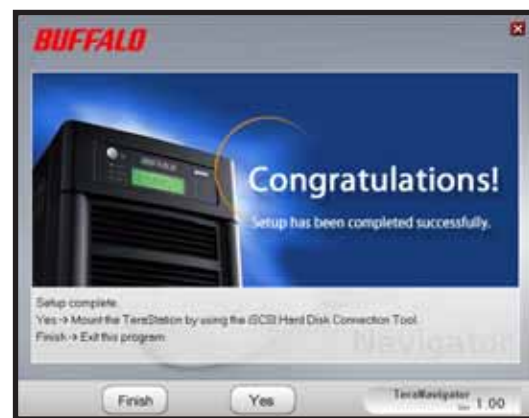 BUFFALO
Congratulations!
Setup has been completed successfully.
Setup complete.
Yes -> Mount the TeraStation by using the iSCSI Hard Disk Connection Tool.
Finish -> Exit this program
Navigator
Finish
Yes
TeraNavigator
Ver. 1.00